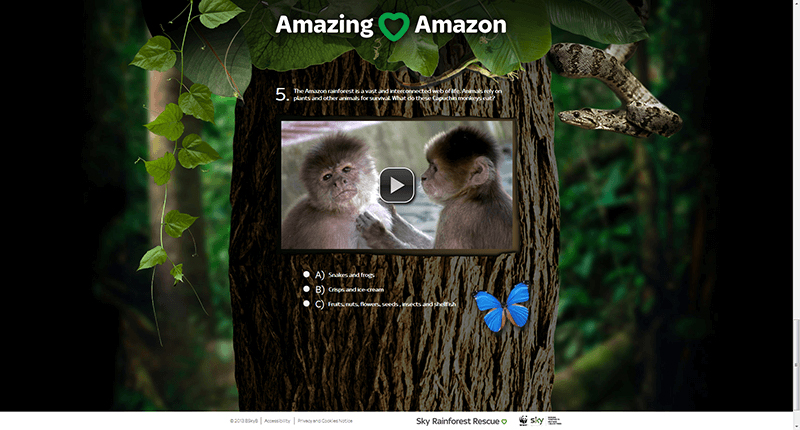 Amazing Amazon
5. The Amazon rainforest is a vast and interconnected web of life. Animals rely on
plants and other animals for survival. What do these Capuchin monkeys eat?
A) Snakes and frogs
B) Crisps and ice-cream
C) Fruits, nuts, flowers, seeds , insects and shellfish
© 2013 BSkyB | Accessibility | Privacy and Cookies Notice
Sky Rainforest Rescue
WWF sky